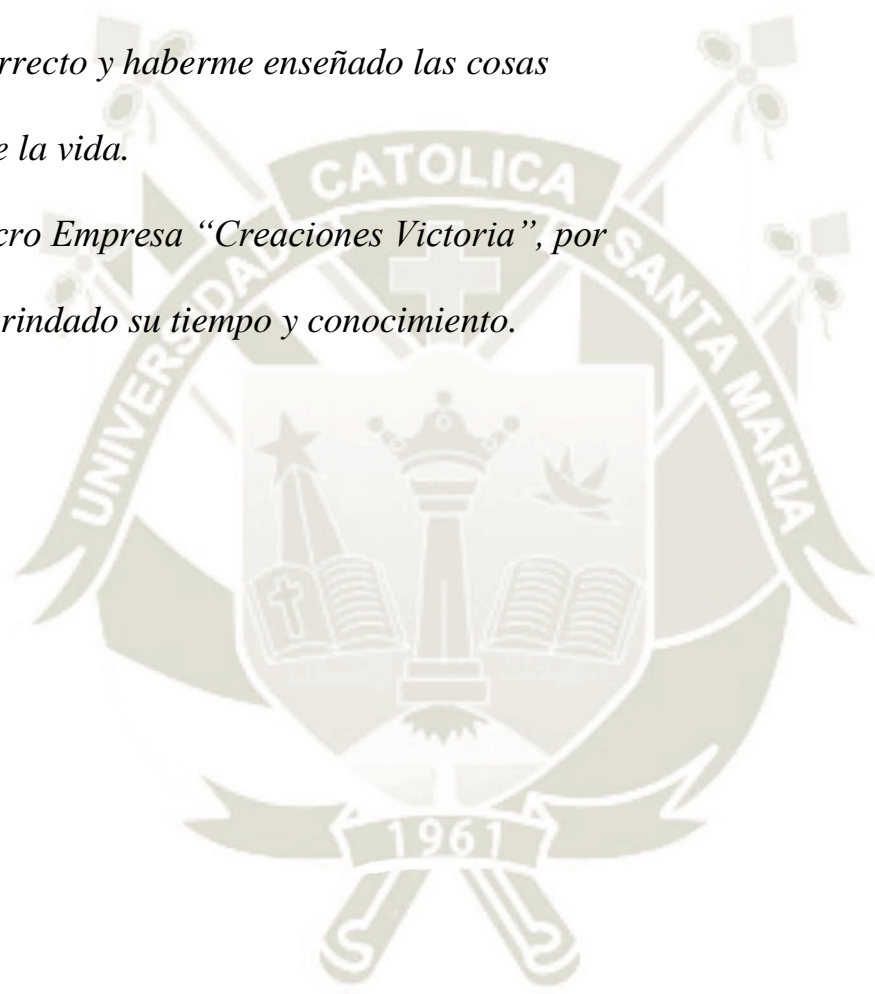 rrecto y haberme enseñado las cosas
e la vida.
cro Empresa “Creaciones Victoria”, por
rindado su tiempo y conocimiento.
UNIVERSIDAD CATOLICA SANTA MARIA
1961